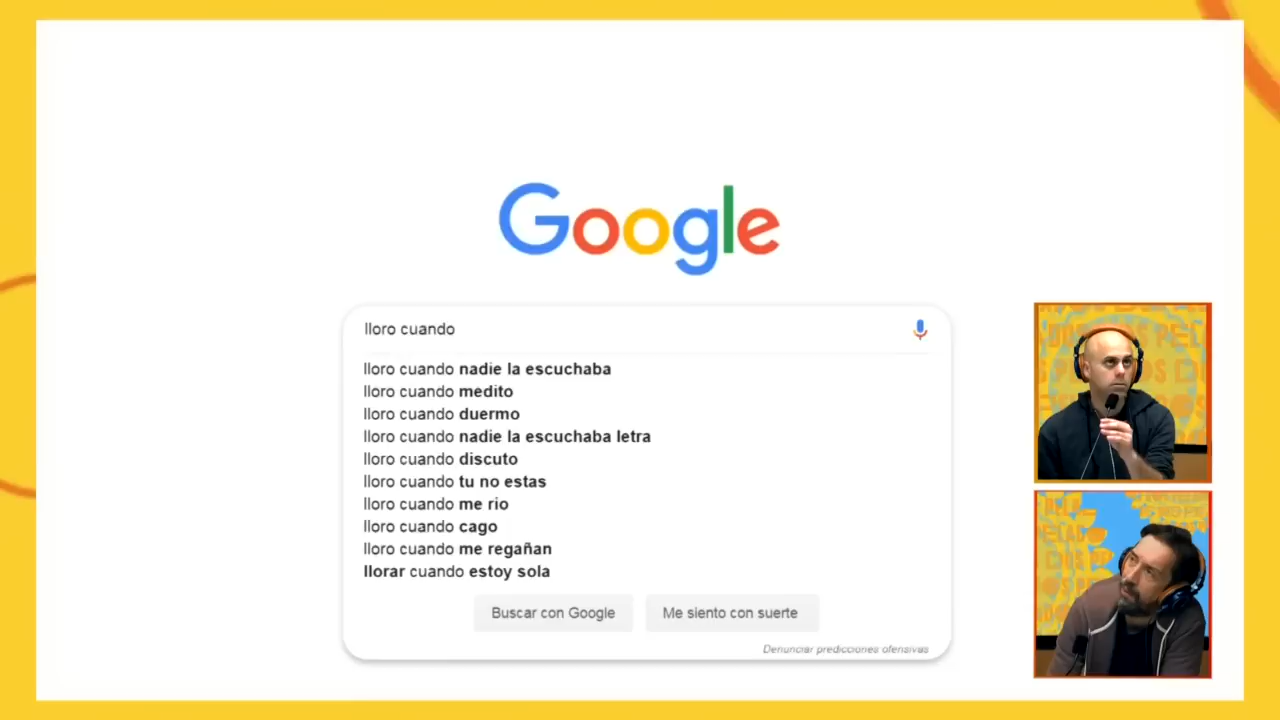 Google
lloro cuando
lloro cuando nadie la escuchaba
lloro cuando medito
lloro cuando duermo
lloro cuando nadie la escuchaba letra
lloro cuando discuto
lloro cuando tu no estas
lloro cuando me rio
lloro cuando cago
lloro cuando me regañan
llorar cuando estoy sola
Buscar con Google
Me siento con suerte
Denunciar predicciones ofensivas